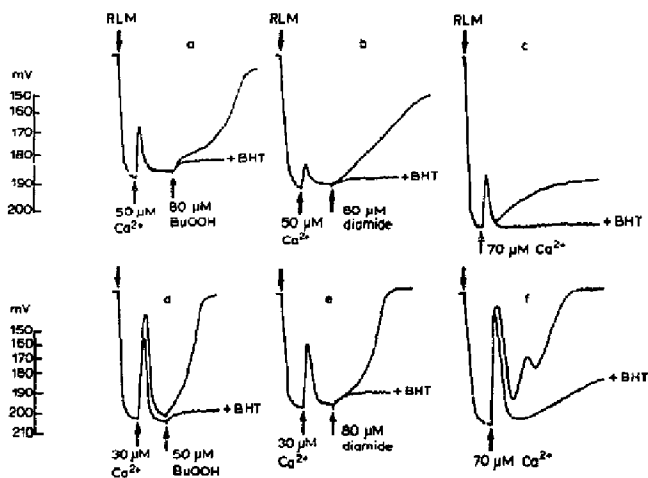 RLM
RLM
RLM
a
b
c
mV
150
160
170
180
190
200
+ BHT
+ BHT
+ BHT
50 µM
Ca²⁺
80 µM
BuOOH
50 µM
Ca²⁺
80 µM
diamide
70 µM Ca²⁺
d
e
f
mV
150
160
170
180
190
200
210
+ BHT
+ BHT
+ BHT
30 µM
Ca²⁺
50 µM
BuOOH
30 µM
Ca²⁺
80 µM
diamide
70 µM Ca²⁺